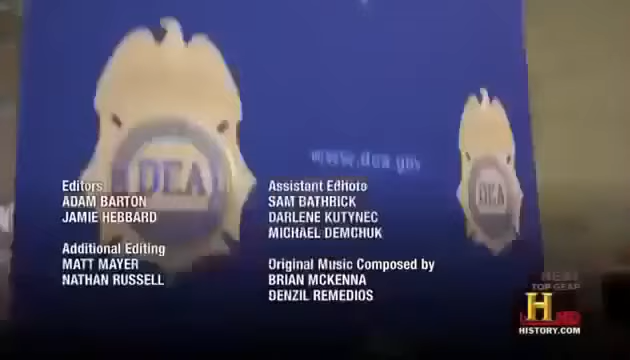 DEA
www.dea.gov
DEA
Editors
ADAM BARTON
JAMIE HEBBARD
Additional Editing
MATT MAYER
NATHAN RUSSELL
Assistant Editors
SAM BATHRICK
DARLENE KUTYNEC
MICHAEL DEMCHUK
Original Music Composed by
BRIAN MCKENNA
DENZIL REMEDIOS
NEXT
TOP GEAR
H
HISTORY.COM